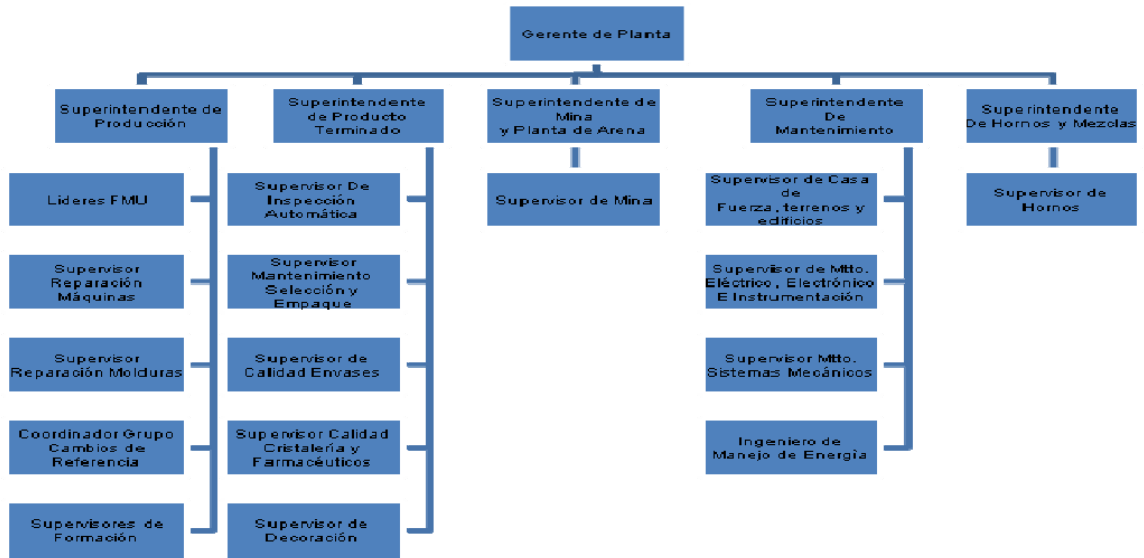 Gerente de Planta
Superintendente de
Producción
Superintendente
de Producto
Terminado
Superintendente de
Mina
y Planta de Arena
Superintendente
De
Mantenimiento
Superintendente
De Hornos y Mezclas
Lideres FMU
Supervisor De
Inspección
Automática
Supervisor de Mina
Supervisor de Casa
de
Fuerza, terrenos y
edificios
Supervisor de
Hornos
Supervisor
Reparación
Máquinas
Supervisor
Mantenimiento
Selección y
Empaque
Superviisor de Mtto.
Eléctrico, Electrónico
E Instrumentación
Supervisor
Reparación Molduras
Supervisor de
Calidad Envases
Supervisor Mtto.
Sistemas Mecánicos
Coordinador Grupo
Cambios de
Referencia
Supervisor Calidad
Cristalería y
Farmacéuticos
Ingeniero de
Manejo de Energìa
Supervisores de
Formación
Supervisor de
Decoración